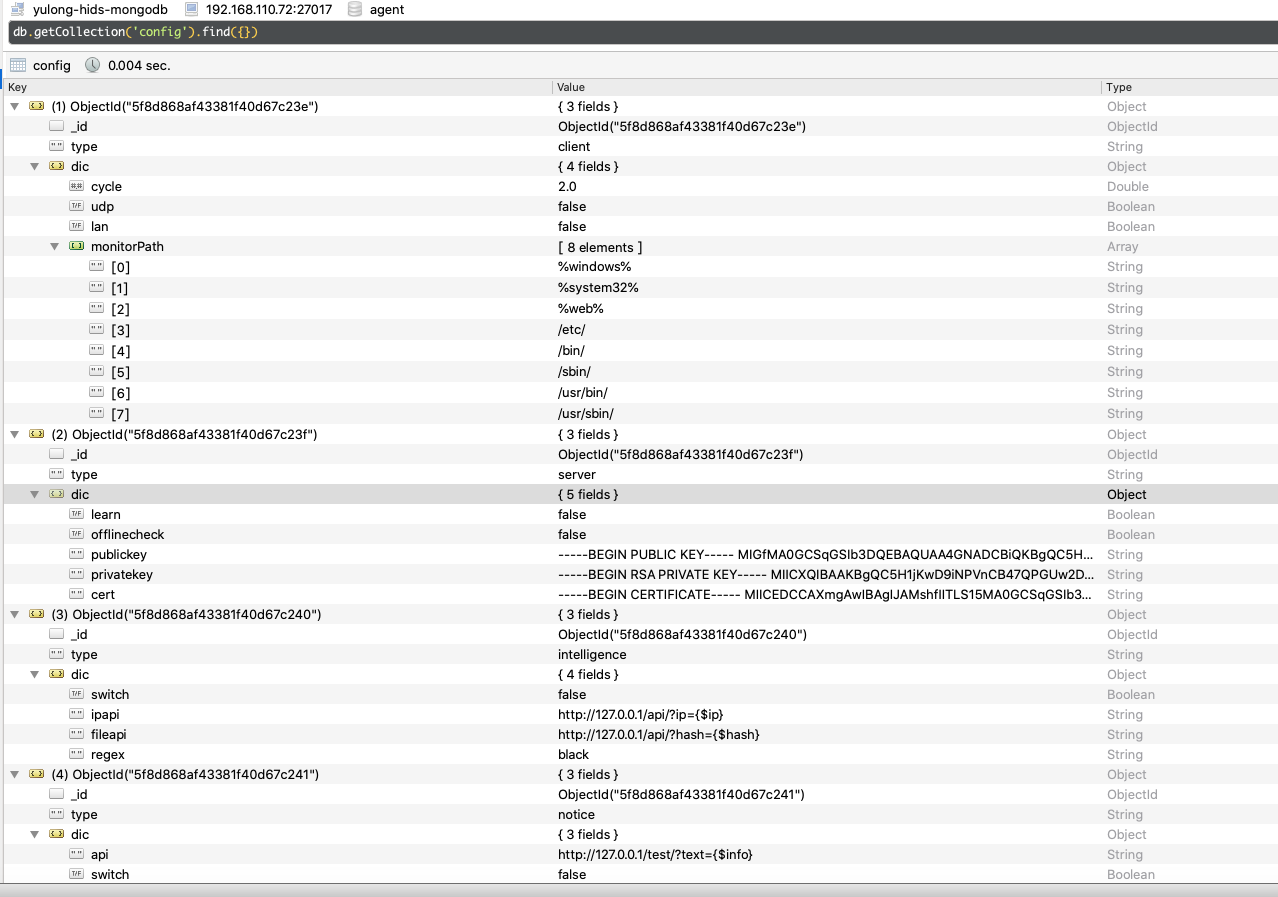 yulong-hids-mongodb 192.168.110.72:27017 agent
db.getCollection('config').find({})
config 0.004 sec.
Key Value Type
(1) ObjectId("5f8d868af43381f40d67c23e") { 3 fields } Object
_id ObjectId("5f8d868af43381f40d67c23e") ObjectId
type client String
dic { 4 fields } Object
cycle 2.0 Double
udp false Boolean
lan false Boolean
monitorPath [ 8 elements ] Array
[0] %windows% String
[1] %system32% String
[2] %web% String
[3] /etc/ String
[4] /bin/ String
[5] /sbin/ String
[6] /usr/bin/ String
[7] /usr/sbin/ String
(2) ObjectId("5f8d868af43381f40d67c23f") { 3 fields } Object
_id ObjectId("5f8d868af43381f40d67c23f") ObjectId
type server String
dic { 5 fields } Object
learn false Boolean
offlinecheck false Boolean
publickey -----BEGIN PUBLIC KEY----- MIGfMA0GCSqGSIb3DQEBAQUAA4GNADCBiQKBgQC5H... String
privatekey -----BEGIN RSA PRIVATE KEY----- MIICXQIBAAKBgQC5H1jKwD9iNPVnCB47QPGUw2D... String
cert -----BEGIN CERTIFICATE----- MIICEDCCAXmgAwIBAgIJAMshfIITLS15MA0GCSqGSIb3... String
(3) ObjectId("5f8d868af43381f40d67c240") { 3 fields } Object
_id ObjectId("5f8d868af43381f40d67c240") ObjectId
type intelligence String
dic { 4 fields } Object
switch false Boolean
ipapi http://127.0.0.1/api/?ip={$ip} String
fileapi http://127.0.0.1/api/?hash={$hash} String
regex black String
(4) ObjectId("5f8d868af43381f40d67c241") { 3 fields } Object
_id ObjectId("5f8d868af43381f40d67c241") ObjectId
type notice String
dic { 3 fields } Object
api http://127.0.0.1/test/?text={$info} String
switch false Boolean